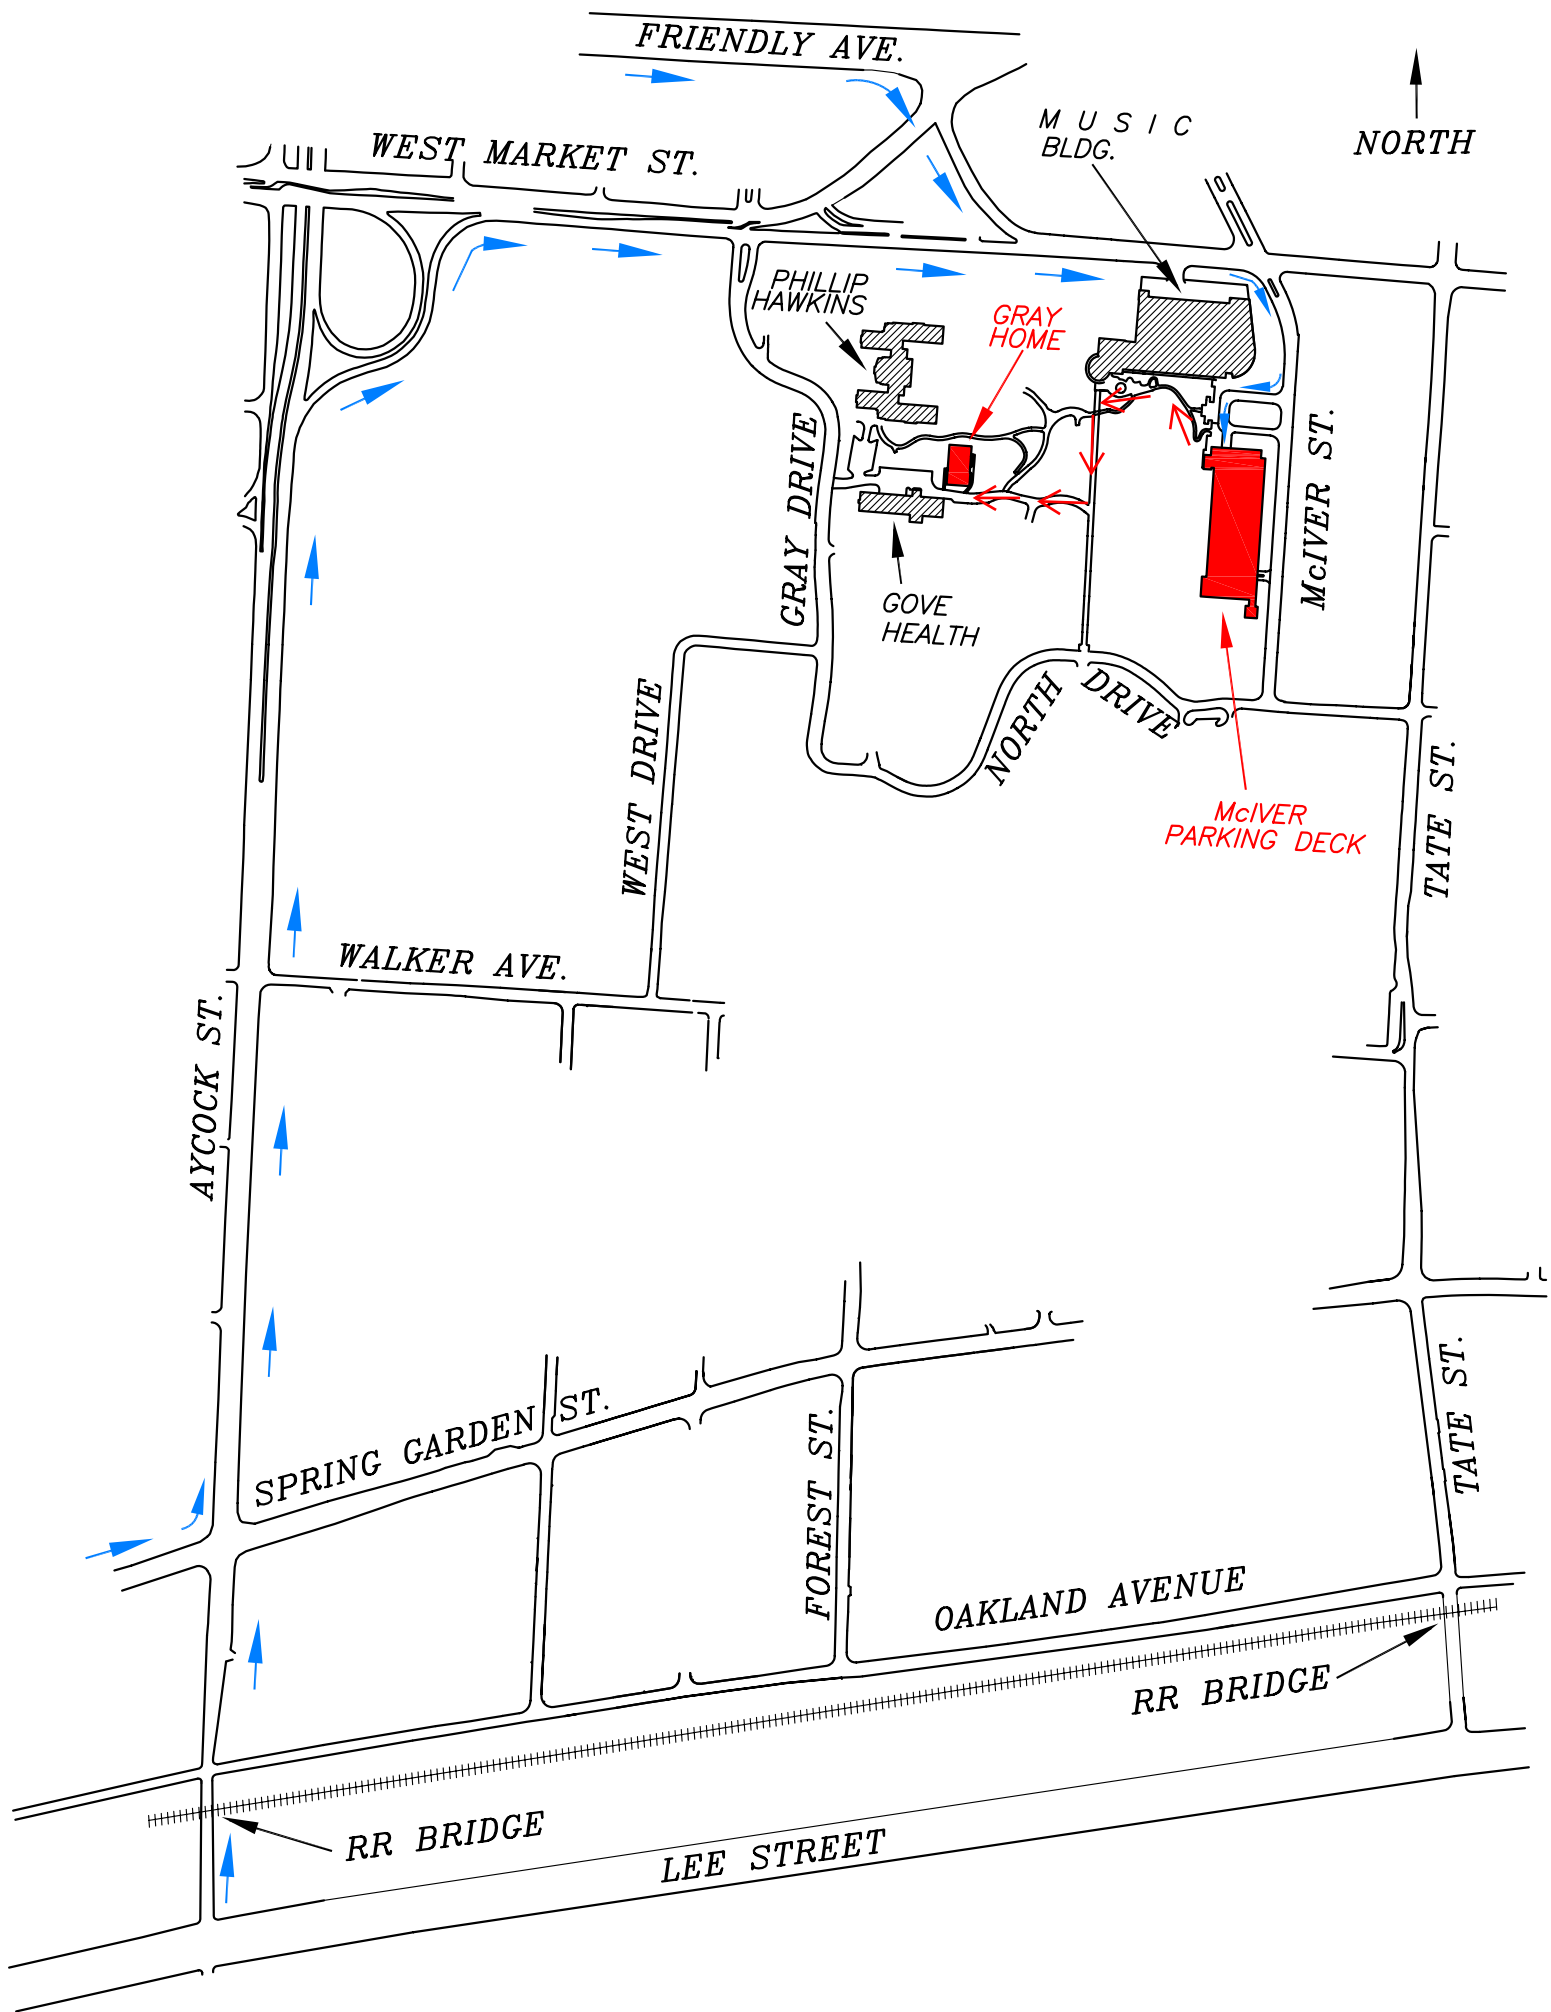 FRIENDLY AVE.
WEST MARKET ST.
M U S I C
BLDG.
NORTH
PHILLIP
HAWKINS
GRAY
HOME
GRAY DRIVE
McIVER ST.
GOVE
HEALTH
WEST DRIVE
NORTH DRIVE
McIVER
PARKING DECK
TATE ST.
WALKER AVE.
AYCOCK ST.
SPRING GARDEN ST.
FOREST ST.
TATE ST.
OAKLAND AVENUE
RR BRIDGE
RR BRIDGE
LEE STREET